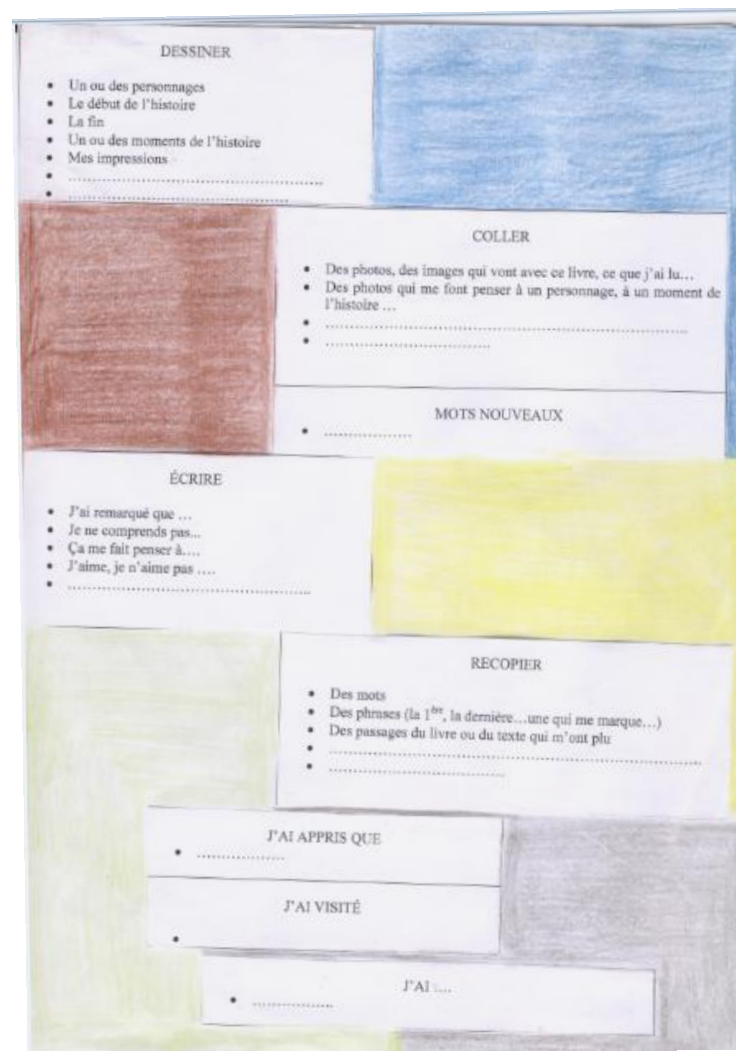 DESSINER
• Un ou des personnages
• Le début de l'histoire
• La fin
• Un ou des moments de l'histoire
• Mes impressions
• ........................................................
• ................................................
COLLER
• Des photos, des images qui vont avec ce livre, ce que j'ai lu…
• Des photos qui me font penser à un personnage, à un moment de
l'histoire …
• ................................................................................
• ....................................
MOTS NOUVEAUX
• ...................
ÉCRIRE
• J'ai remarqué que …
• Je ne comprends pas...
• Ça me fait penser à….
• J'aime, je n'aime pas ….
• ......................................................
RECOPIER
• Des mots
• Des phrases (la 1ère, la dernière…une qui me marque…)
• Des passages du livre ou du texte qui m'ont plu
• ..................................................................................
• .......................................
J'AI APPRIS QUE
• ...................
J'AI VISITÉ
•
J'AI :…
• ..................